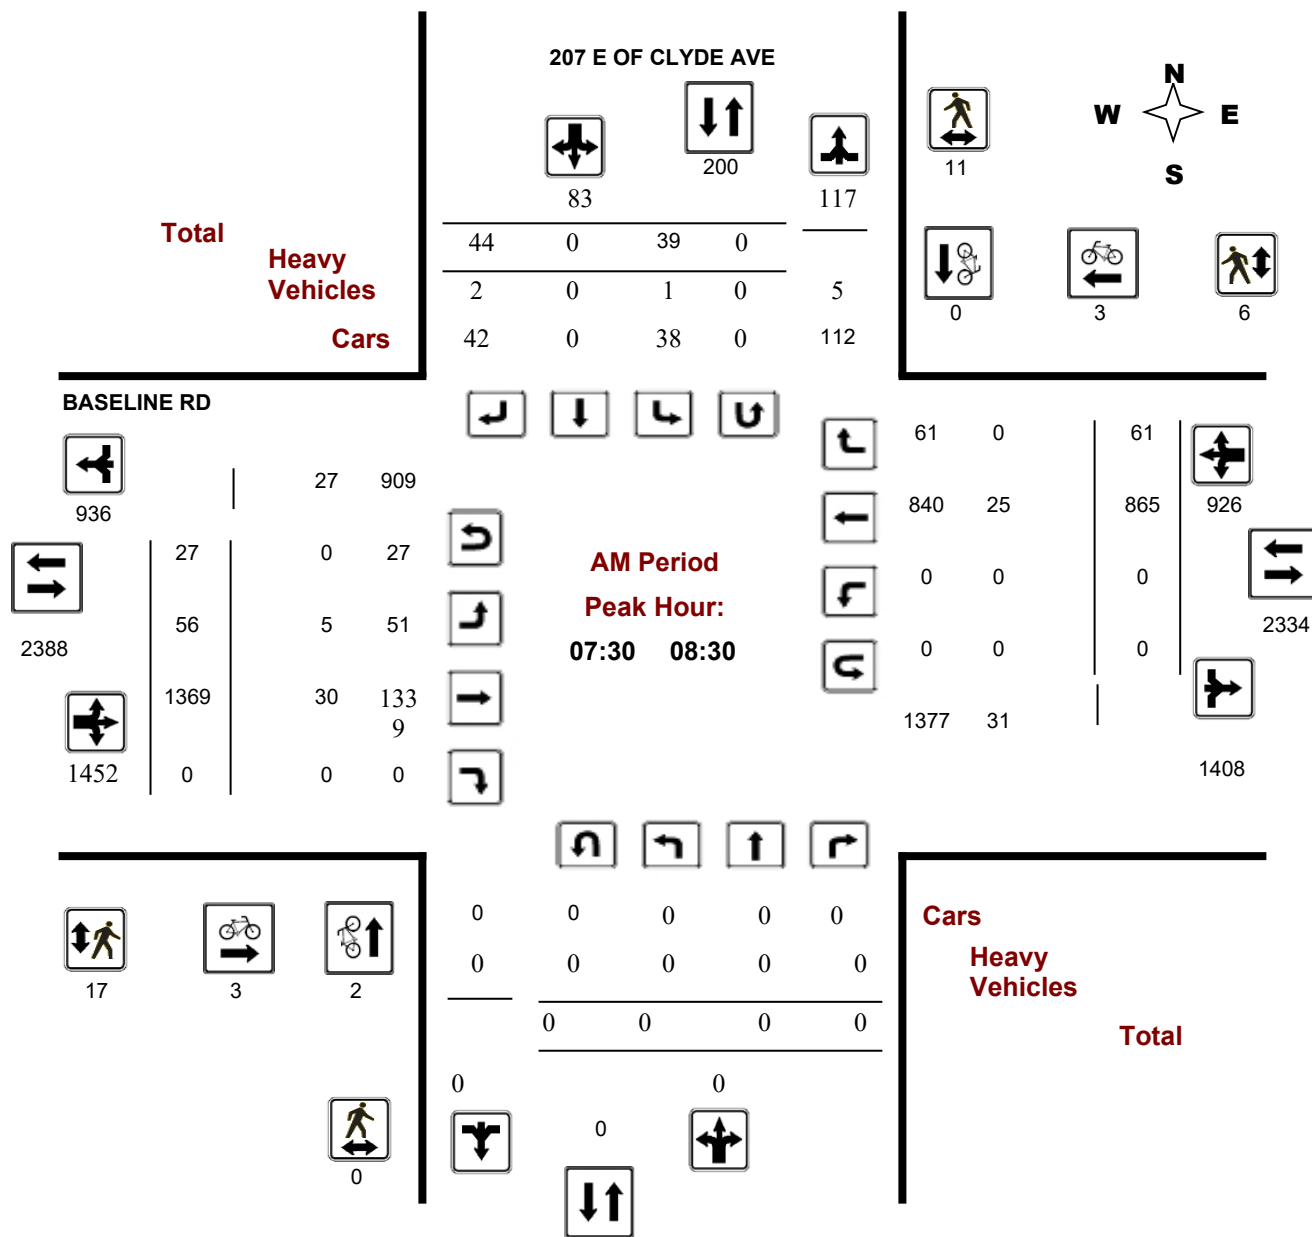 207 E OF CLYDE AVE
N
W E
S
200
11
83 117
Total
44 0 39 0
Heavy
Vehicles
2 0 1 0 5
0 3 6
Cars
42 0 38 0 112
BASELINE RD
61 0 61
27 909
936
840 25 865 926
27 0 27
AM Period
0 0 0
Peak Hour:
56 5 51
2388
2334
07:30 08:30
0 0 0
1369 30 133
9
1377 31
1452 0 0 0
1408
0 0 0 0 0
Cars
0 0 0 0 0
Heavy
Vehicles
17 3 2
0 0 0 0
Total
0 0
0
0